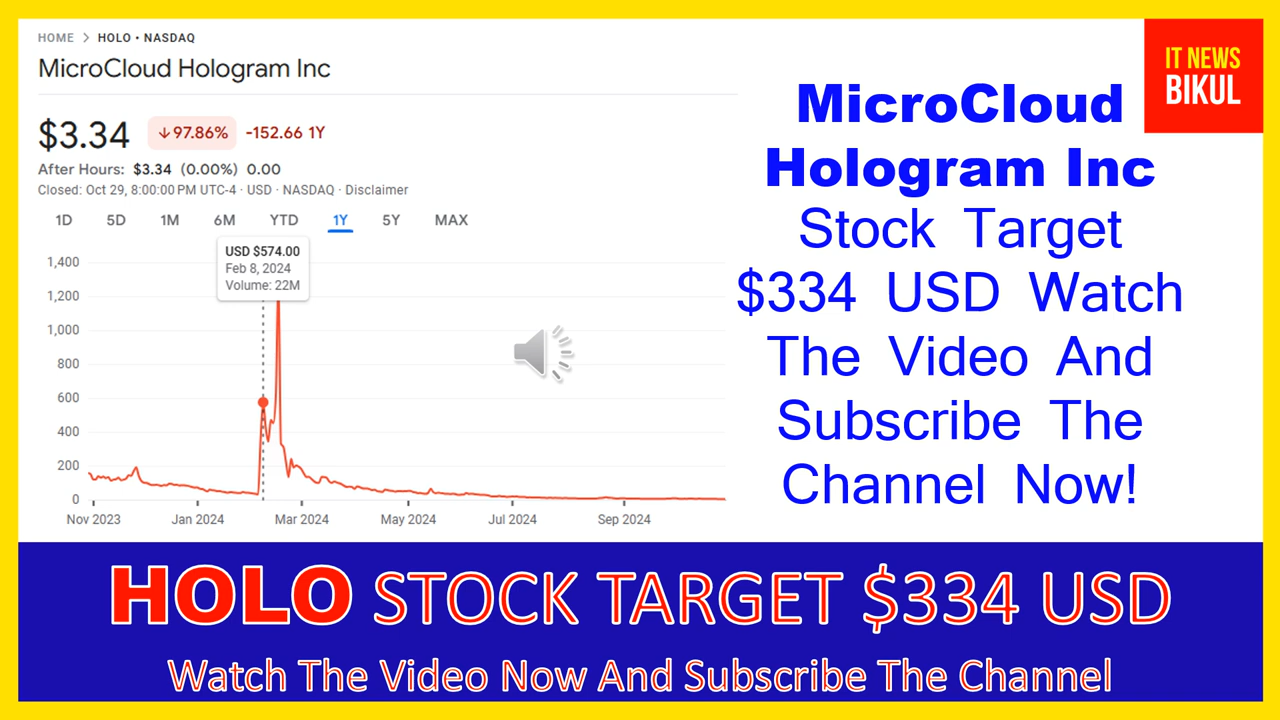 HOME > HOLO • NASDAQ
MicroCloud Hologram Inc
$3.34 ↓97.86% -152.66 1Y
After Hours: $3.34 (0.00%) 0.00
Closed: Oct 29, 8:00:00 PM UTC-4 · USD · NASDAQ · Disclaimer
1D 5D 1M 6M YTD 1Y 5Y MAX
USD $574.00
Feb 8, 2024
Volume: 22M
1,400
1,200
1,000
800
600
400
200
0
Nov 2023 Jan 2024 Mar 2024 May 2024 Jul 2024 Sep 2024
IT NEWS
BIKUL
MicroCloud
Hologram Inc
Stock Target
$334 USD Watch
The Video And
Subscribe The
Channel Now!
HOLO STOCK TARGET $334 USD
Watch The Video Now And Subscribe The Channel